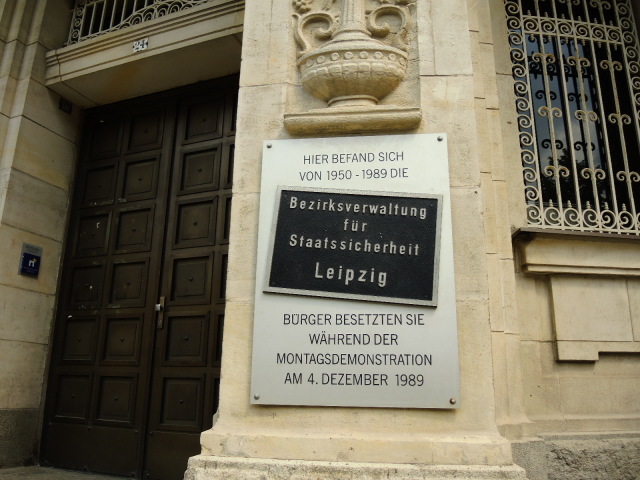 HIER BEFAND SICH
VON 1950 - 1989 DIE
Bezirksverwaltung
für
Staatssicherheit
Leipzig
BÜRGER BESETZTEN SIE
WÄHREND DER
MONTAGSDEMONSTRATION
AM 4. DEZEMBER 1989